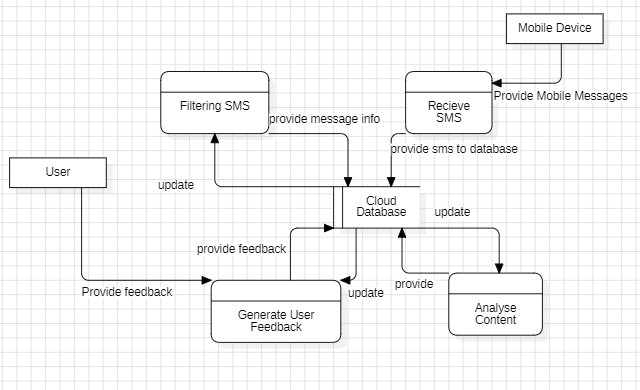 Mobile Device
Provide Mobile Messages
Filtering SMS
Recieve
SMS
provide message info
provide sms to database
User
update
Cloud
Database
update
provide feedback
Provide feedback
update
provide
Generate User
Feedback
Analyse
Content